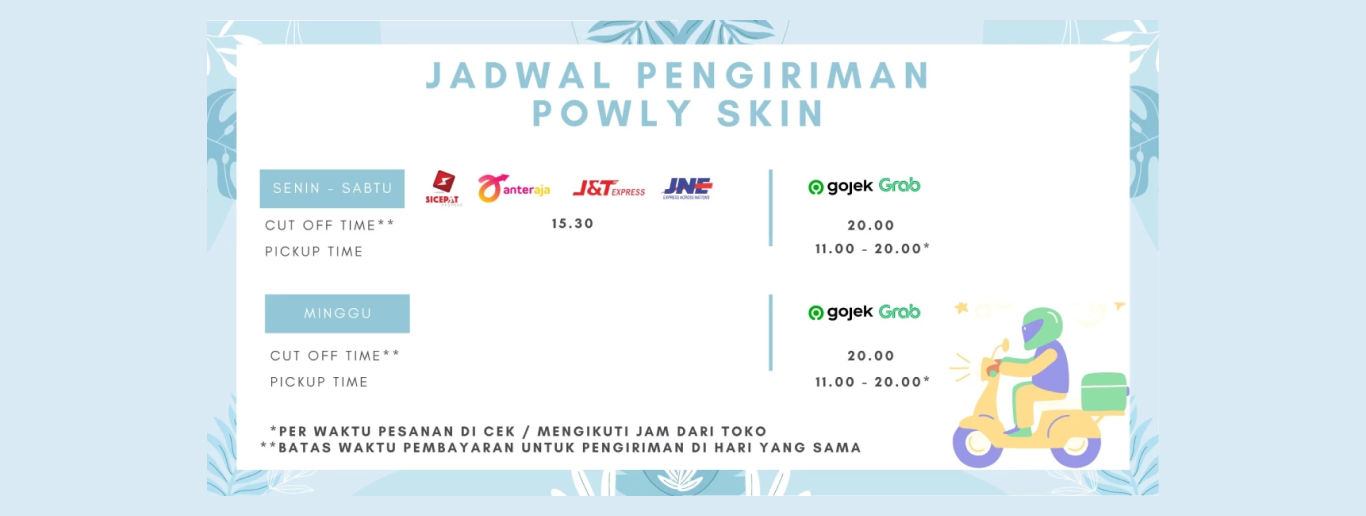 JADWAL PENGIRIMAN
POWLY SKIN
SENIN - SABTU
SICEPAT
anteraja
J&T EXPRESS
JNE
EXPRESS ACROSS NATIONS
gojek Grab
CUT OFF TIME** 15.30 20.00
PICKUP TIME 11.00 - 20.00*
MINGGU gojek Grab
CUT OFF TIME** 20.00
PICKUP TIME 11.00 - 20.00*
*PER WAKTU PESANAN DI CEK / MENGIKUTI JAM DARI TOKO
**BATAS WAKTU PEMBAYARAN UNTUK PENGIRIMAN DI HARI YANG SAMA